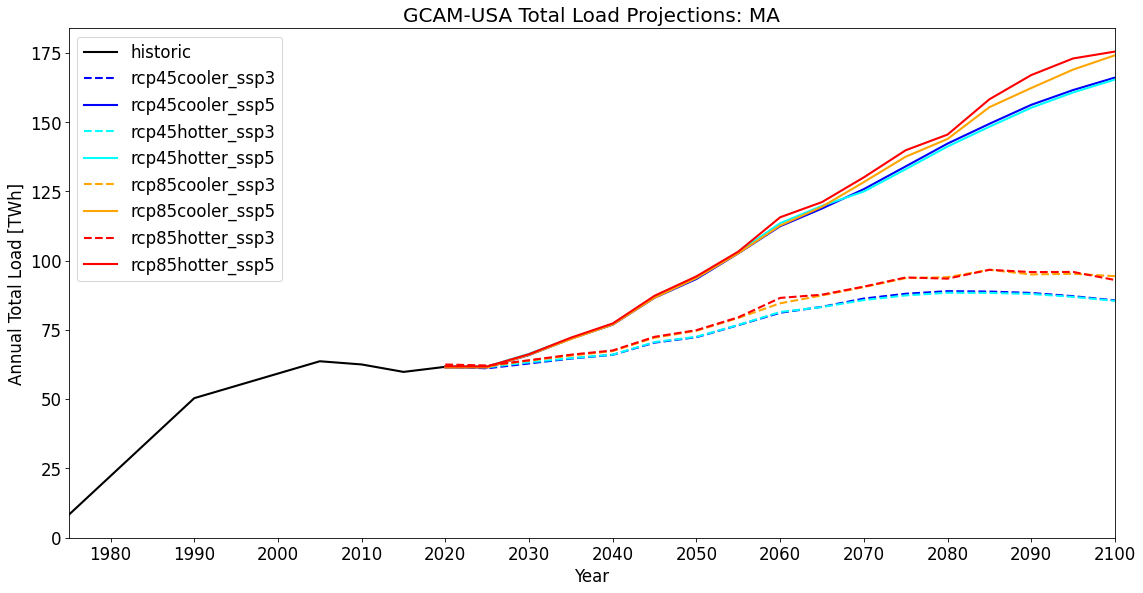 GCAM-USA Total Load Projections: MA
historic
rcp45cooler_ssp3
rcp45cooler_ssp5
rcp45hotter_ssp3
rcp45hotter_ssp5
rcp85cooler_ssp3
rcp85cooler_ssp5
rcp85hotter_ssp3
rcp85hotter_ssp5
Annual Total Load [TWh]
175
150
125
100
75
50
25
0
1980 1990 2000 2010 2020 2030 2040 2050 2060 2070 2080 2090 2100
Year